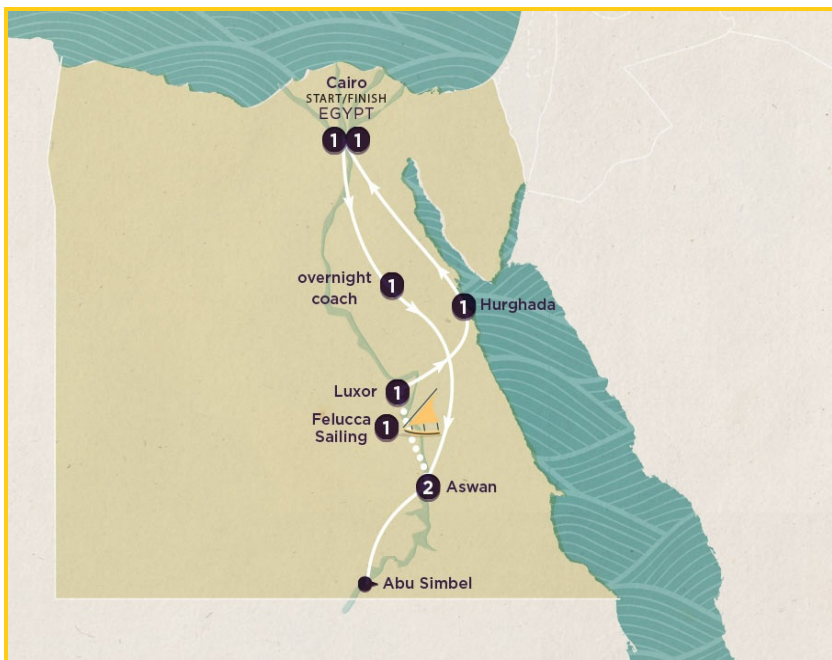 Cairo
START/FINISH
EGYPT
1 1
overnight
coach
1
1 Hurghada
Luxor 1
Felucca
Sailing
1
2 Aswan
Abu Simbel